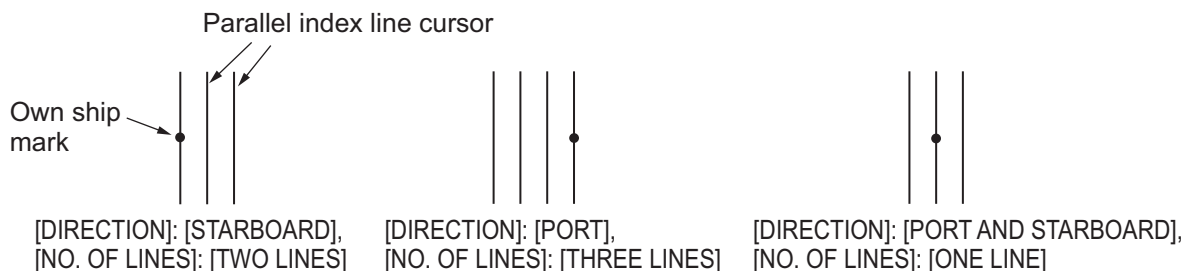 Parallel index line cursor
Own ship
mark
[DIRECTION]: [STARBOARD],
[NO. OF LINES]: [TWO LINES]
[DIRECTION]: [PORT],
[NO. OF LINES]: [THREE LINES]
[DIRECTION]: [PORT AND STARBOARD],
[NO. OF LINES]: [ONE LINE]